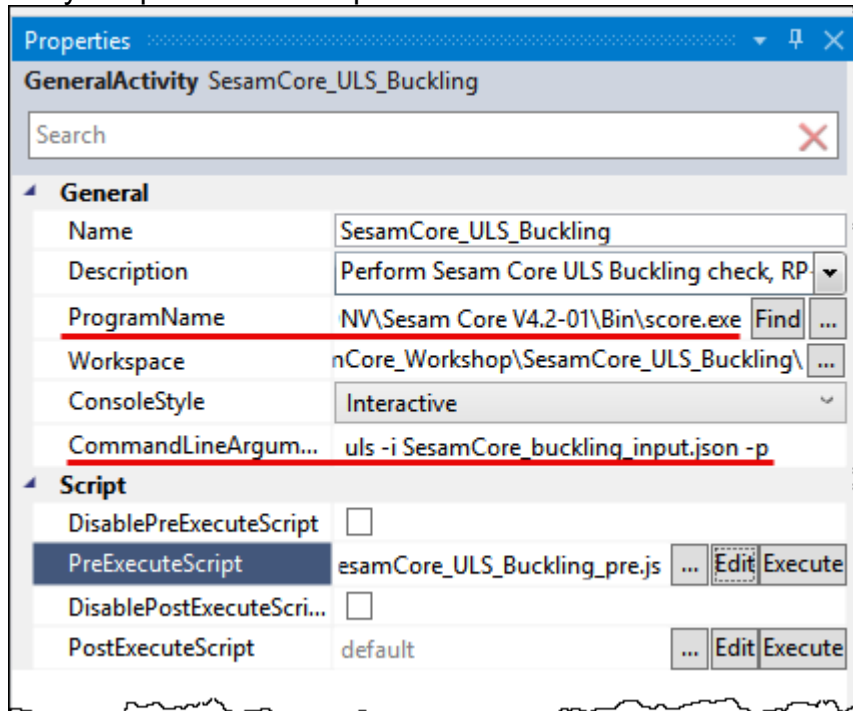 Properties
GeneralActivity SesamCore_ULS_Buckling
Search
General
Name SesamCore_ULS_Buckling
Description Perform Sesam Core ULS Buckling check, RP-
ProgramName NV\Sesam Core V4.2-01\Bin\score.exe Find ...
Workspace nCore_Workshop\SesamCore_ULS_Buckling\ ...
ConsoleStyle Interactive
CommandLineArgum... uls -i SesamCore_buckling_input.json -p
Script
DisablePreExecuteScript
PreExecuteScript esamCore_ULS_Buckling_pre.js ... Edit Execute
DisablePostExecuteScri...
PostExecuteScript default ... Edit Execute